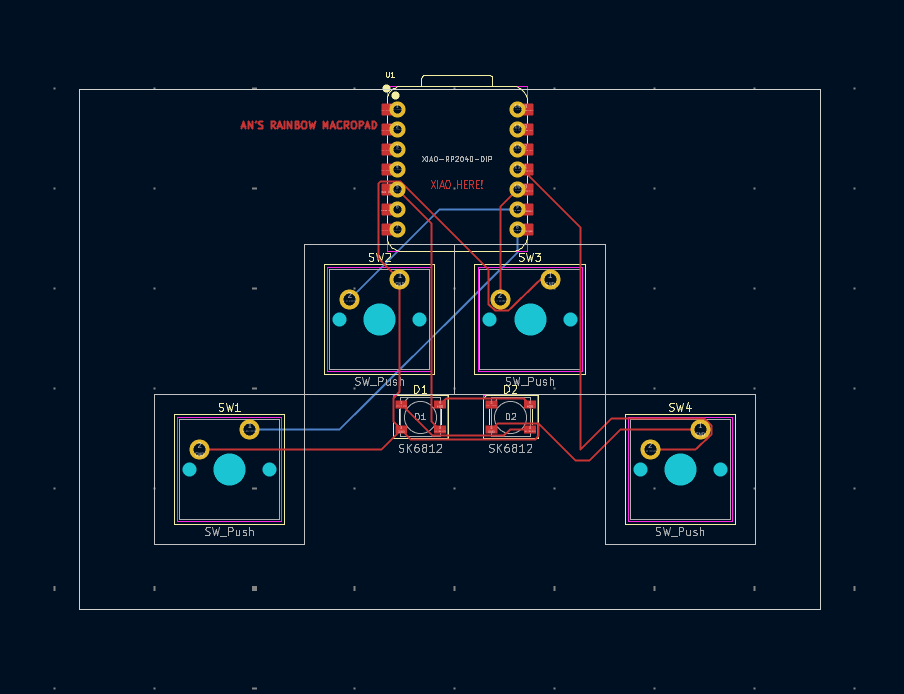 U1
AN'S RAINBOW MACROPAD
XIAO-RP2040-DIP
XIAO HERE!
SW2
SW3
SW_Push
SW_Push
D1
D2
D1
D2
SW1
SW4
SK6812
SK6812
SW_Push
SW_Push